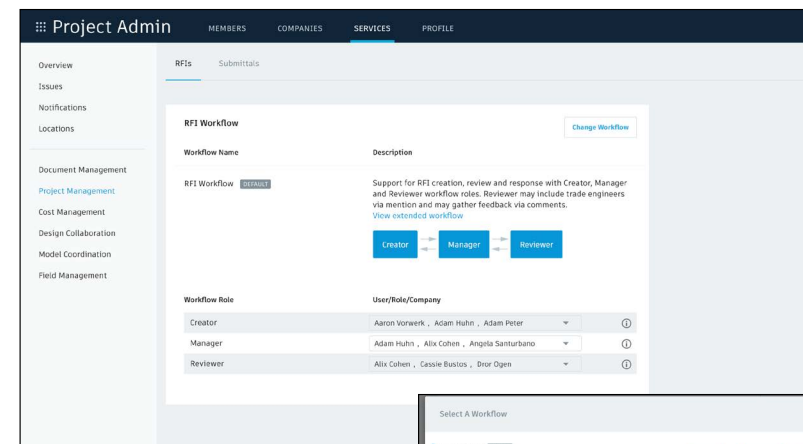 Project Admin MEMBERS COMPANIES SERVICES PROFILE
Overview
Issues
Notifications
Locations
Document Management
Project Management
Cost Management
Design Collaboration
Model Coordination
Field Management
RFIs Submittals
RFI Workflow Change Workflow
Workflow Name Description
RFI Workflow DEFAULT
Support for RFI creation, review and response with Creator, Manager
and Reviewer workflow roles. Reviewer may include trade engineers
via mention and may gather feedback via comments.
View extended workflow
Creator Manager Reviewer
Workflow Role User/Role/Company
Creator Aaron Vorwerk , Adam Huhn , Adam Peter
Manager Adam Huhn , Alix Cohen , Angela Santurbano
Reviewer Alix Cohen , Cassie Bustos , Dror Ogen
Select A Workflow